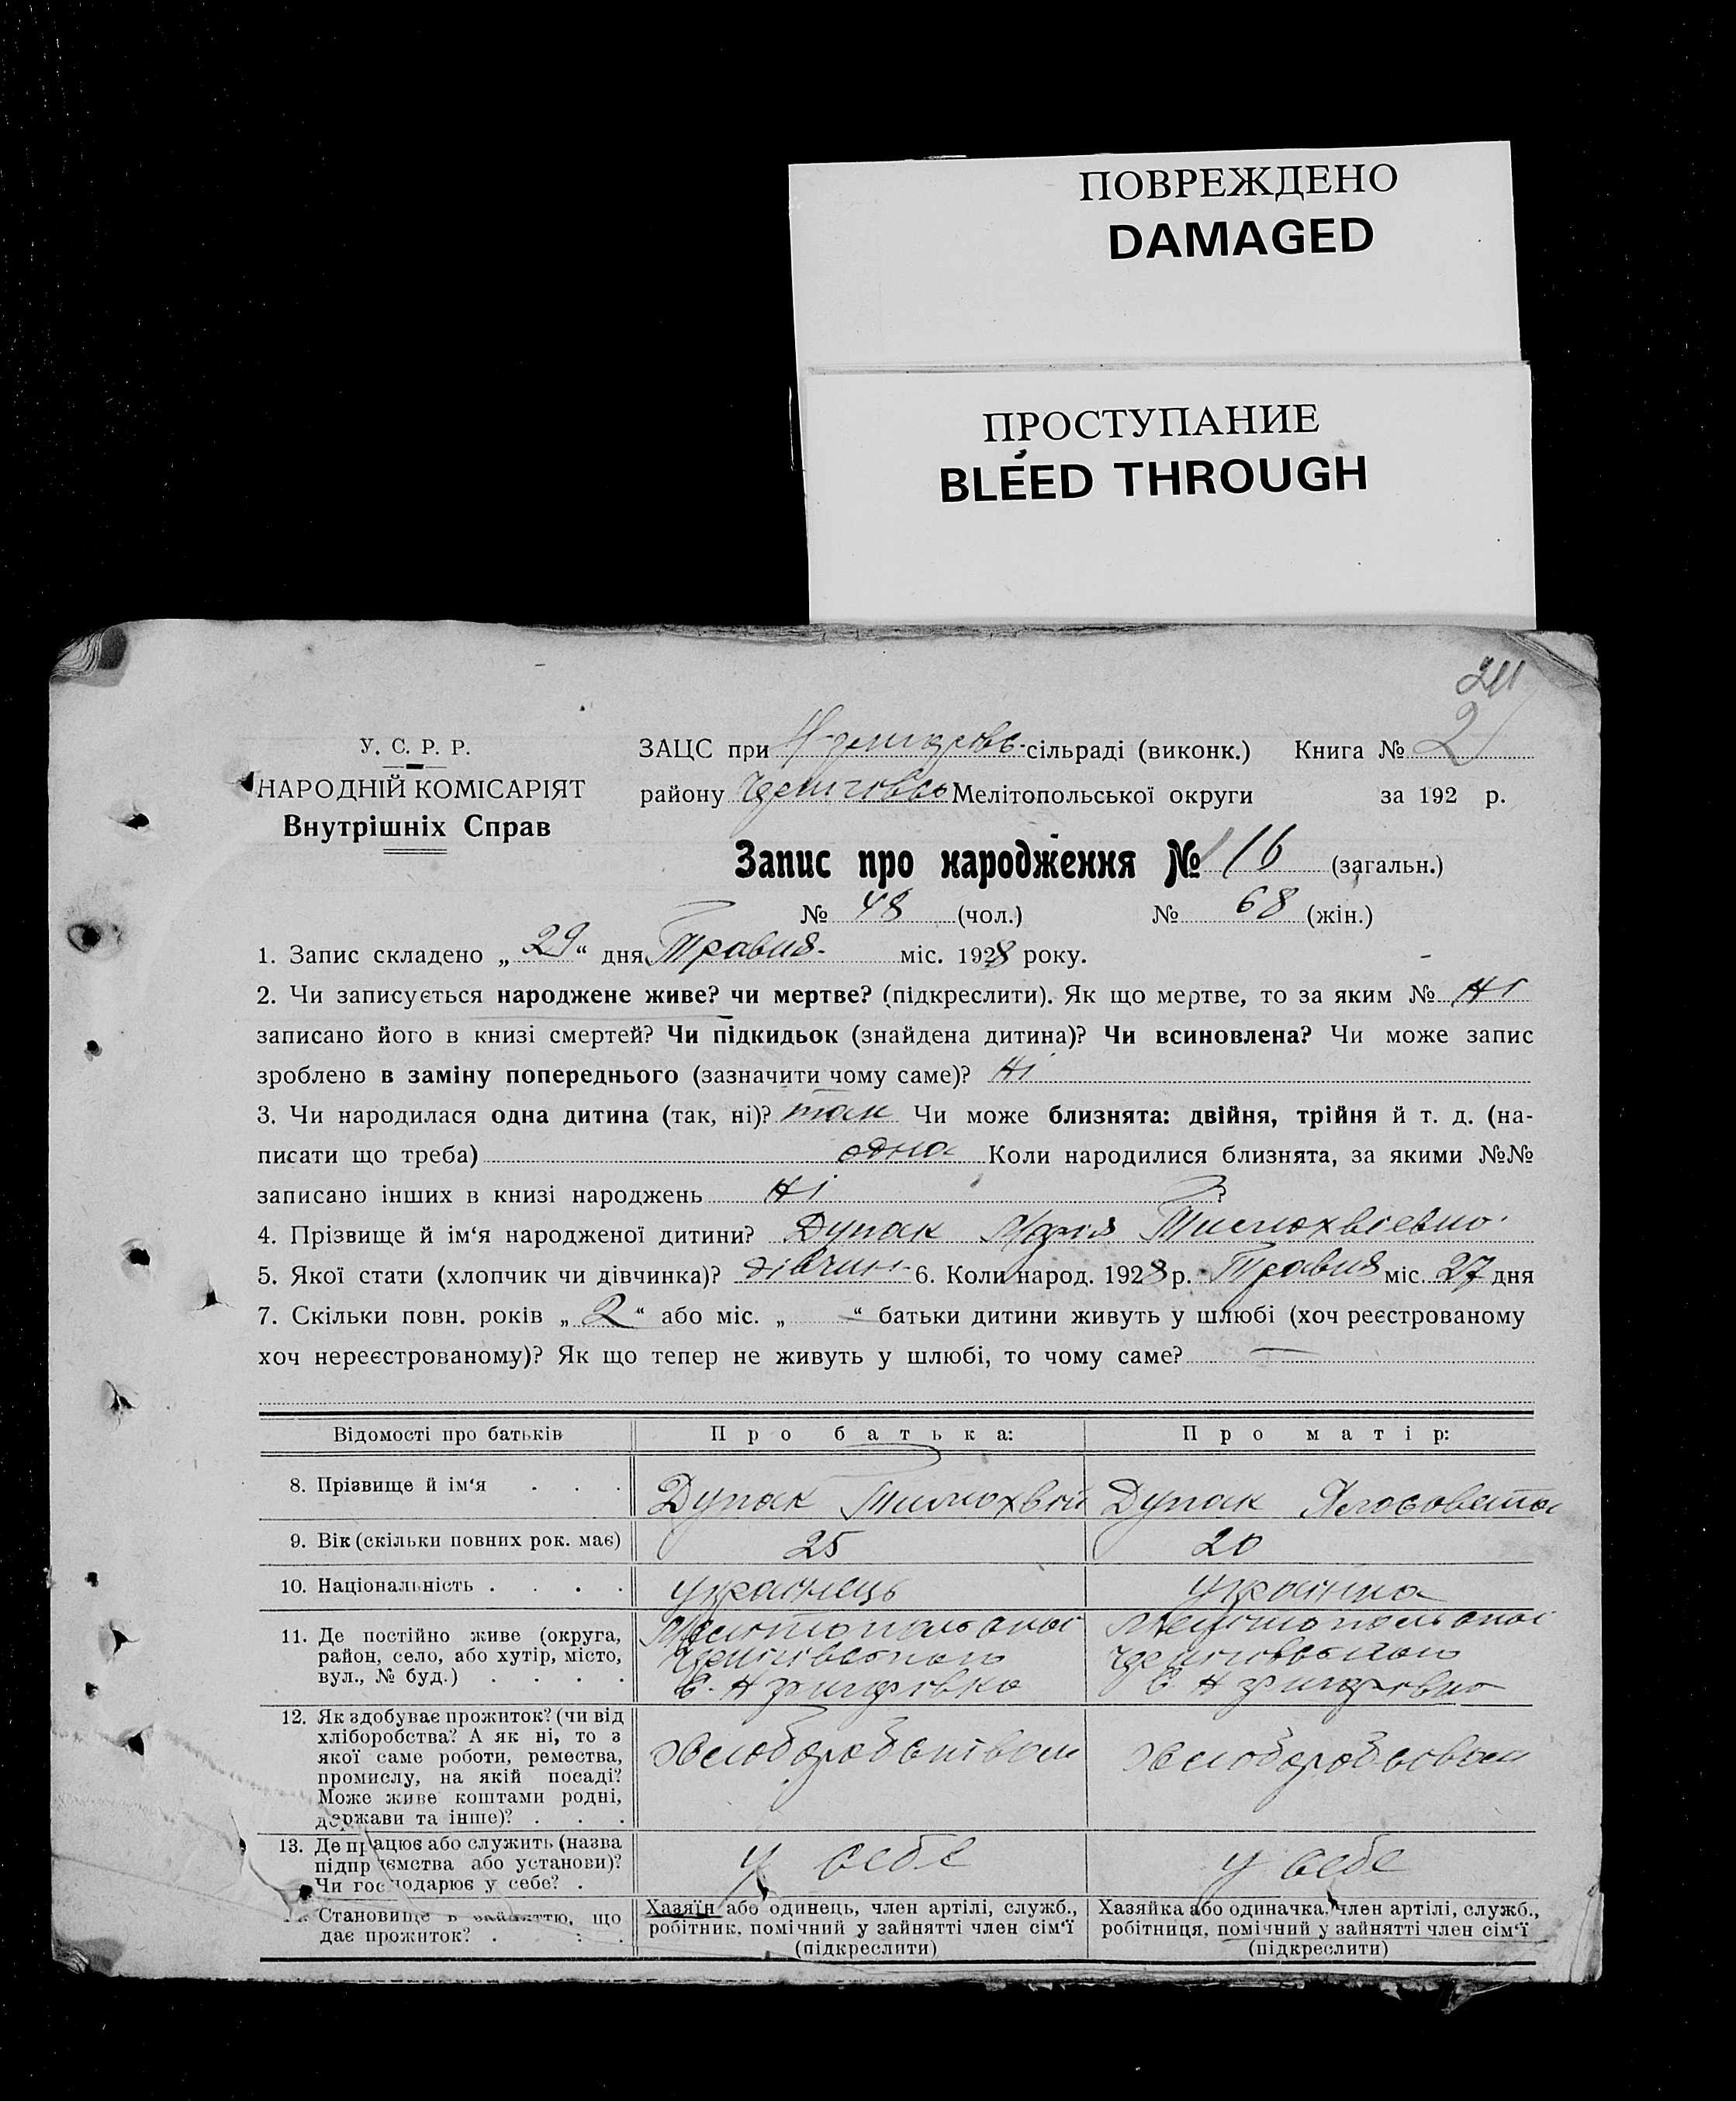 ПОВРЕЖДЕНО
DAMAGED
ПРОСТУПАНИЕ
BLEED THROUGH
У. С. Р. Р.
НАРОДНІЙ КОМІСАРІЯТ
Внутрішніх Справ
ЗАЦС при сільраді (виконк.) Книга № 2
району Мелітопольської округи за 192 р.
Запис про народження № 116 (загальн.)
№ 48 (чол.) № 68 (жін.)
1. Запис складено „ 29 “ дня Травня міс. 1928 року.
2. Чи записується народжене живе? чи мертве? (підкреслити). Як що мертве, то за яким № Ні
записано його в книзі смертей? Чи підкидьок (знайдена дитина)? Чи всиновлена? Чи може запис
зроблено в заміну попереднього (зазначити чому саме)? Ні
3. Чи народилася одна дитина (так, ні)? так Чи може близнята: двійня, трійня й т. д. (на-
писати що треба) одна Коли народилися близнята, за якими №№
записано інших в книзі народжень Ні ?
4. Прізвище й ім‘я народженої дитини? Дупак Марія
5. Якої стати (хлопчик чи дівчинка)? дівчин 6. Коли народ. 1928 р. Травня міс. 27 дня
7. Скільки повн. років „ 2 “ або міс. „ — “ батьки дитини живуть у шлюбі (хоч реєстрованому
хоч нереєстрованому)? Як що тепер не живуть у шлюбі, то чому саме? —
Відомості про батьків Про батька: Про матір:
8. Прізвище й ім‘я . . . Дупак Дупак
9. Вік (скільки повних рок. має) 25 20
10. Національність . . . . Українець Українка
11. Де постійно живе (округа,
район, село, або хутір, місто,
вул., № буд.) . . . .
12. Як здобуває прожиток? (чи від
хліборобства? А як ні, то з
якої саме роботи, ремества,
промислу, на якій посаді?
Може живе коштами родні,
держави та інше)? . . .
13. Де працює або служить (назва
підприємства або установи)?
Чи господарює у себе? . у себе у себе
Становище в зайняттю, що
дає прожиток? . : .
Хазяїн або одинець, член артілі, служб.,
робітник, помічний у зайнятті член сім‘ї
(підкреслити)
Хазяйка або одиначка, член артілі, служб.,
робітниця, помічний у зайнятті член сім‘ї
(підкреслити)